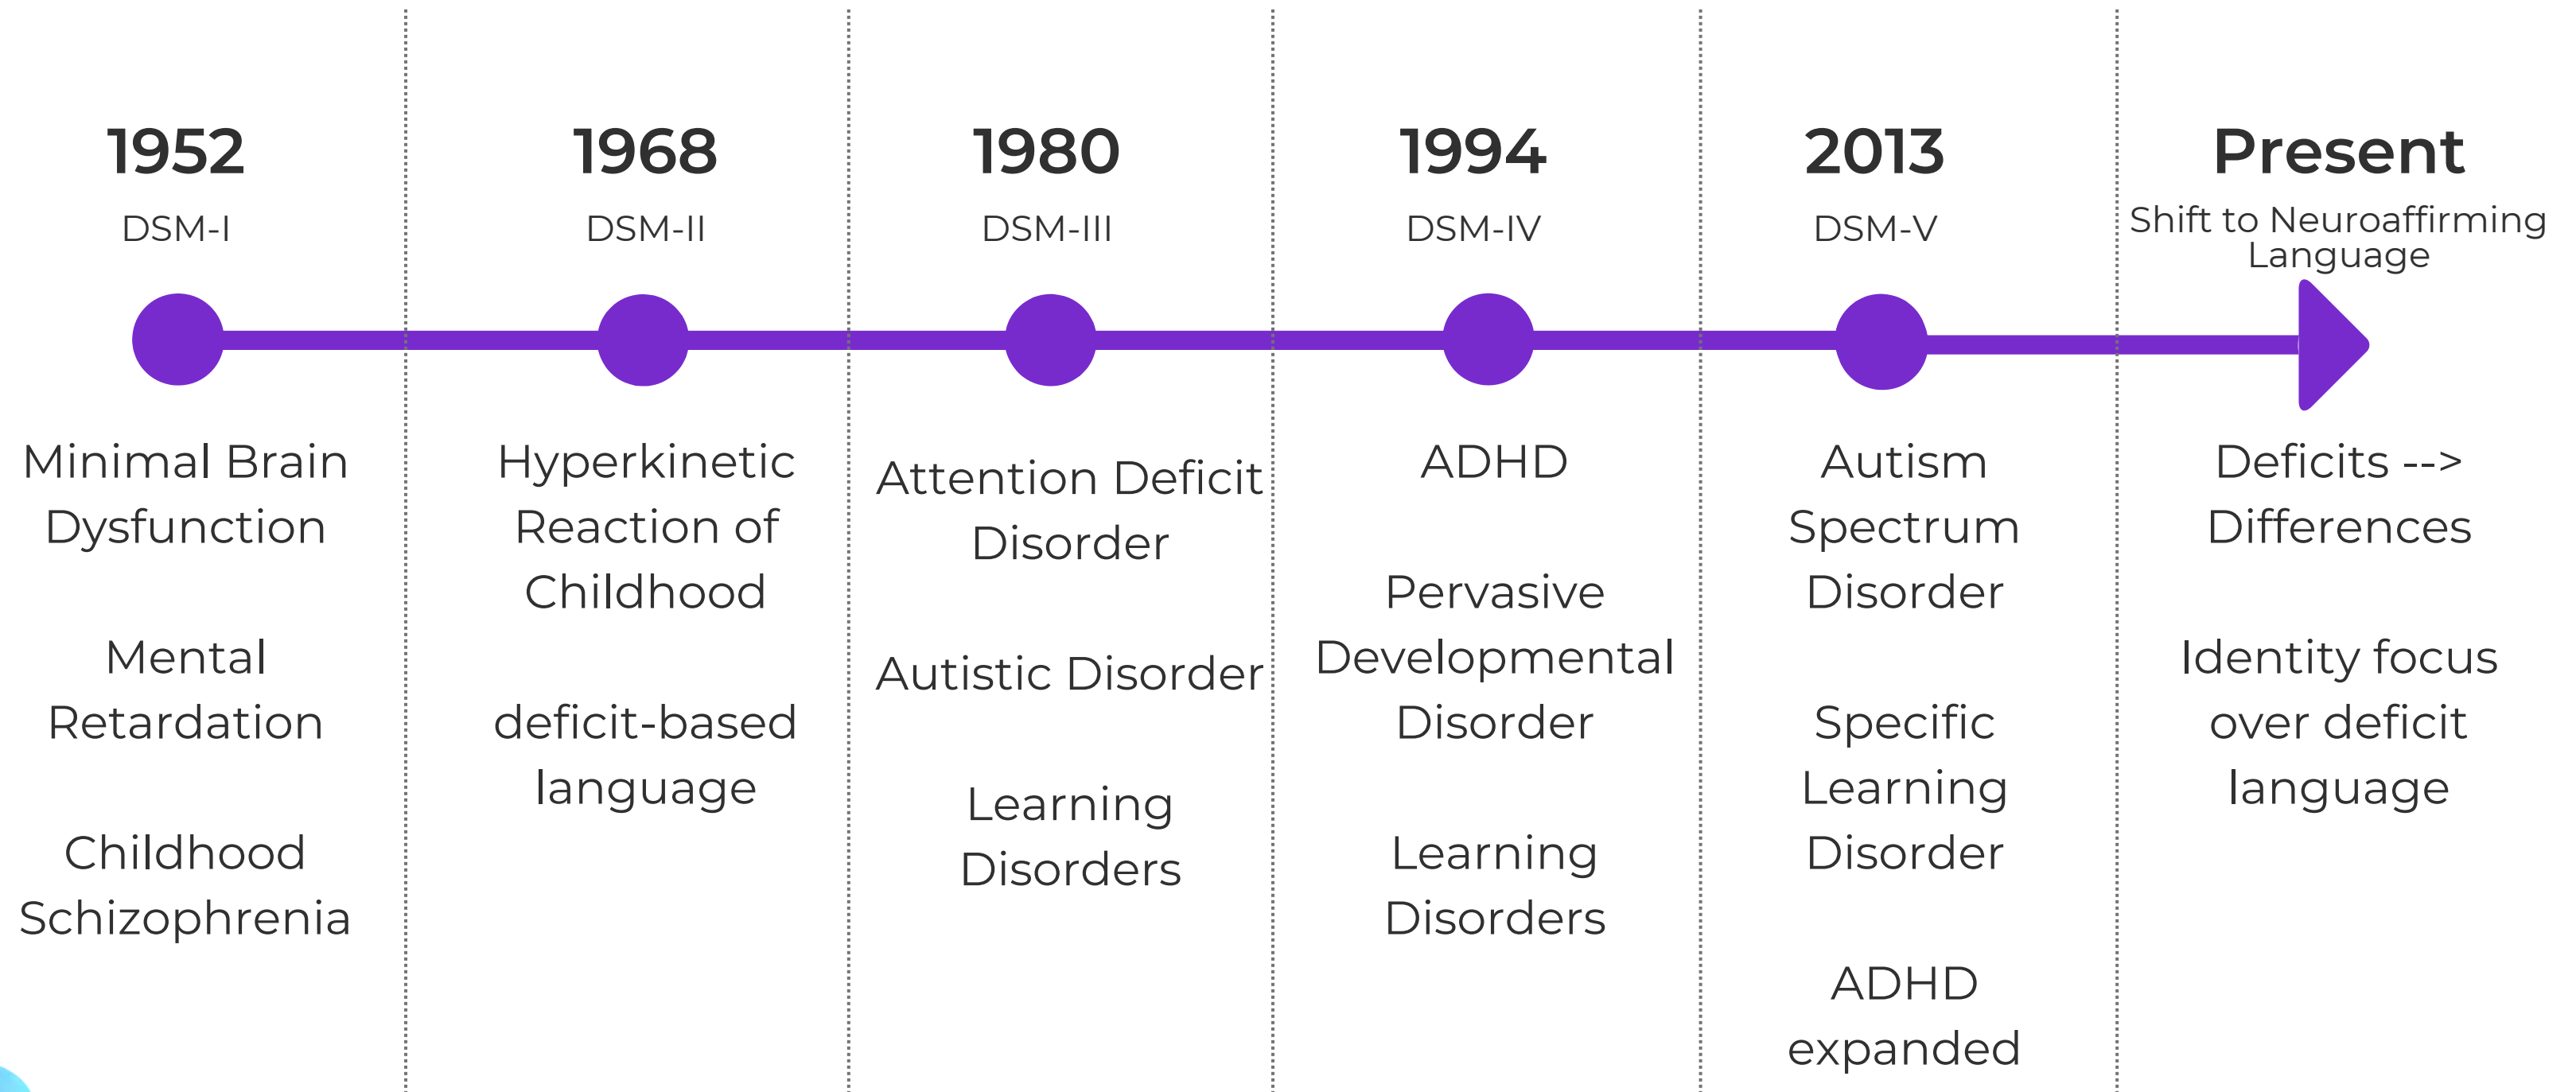 1952
DSM-I
Minimal Brain
Dysfunction
Mental
Retardation
Childhood
Schizophrenia
1968
DSM-II
Hyperkinetic
Reaction of
Childhood
deficit-based
language
1980
DSM-III
Attention Deficit
Disorder
Autistic Disorder
Learning
Disorders
1994
DSM-IV
ADHD
Pervasive
Developmental
Disorder
Learning
Disorders
2013
DSM-V
Autism
Spectrum
Disorder
Specific
Learning
Disorder
ADHD
expanded
Present
Shift to Neuroaffirming
Language
Deficits -->
Differences
Identity focus
over deficit
language